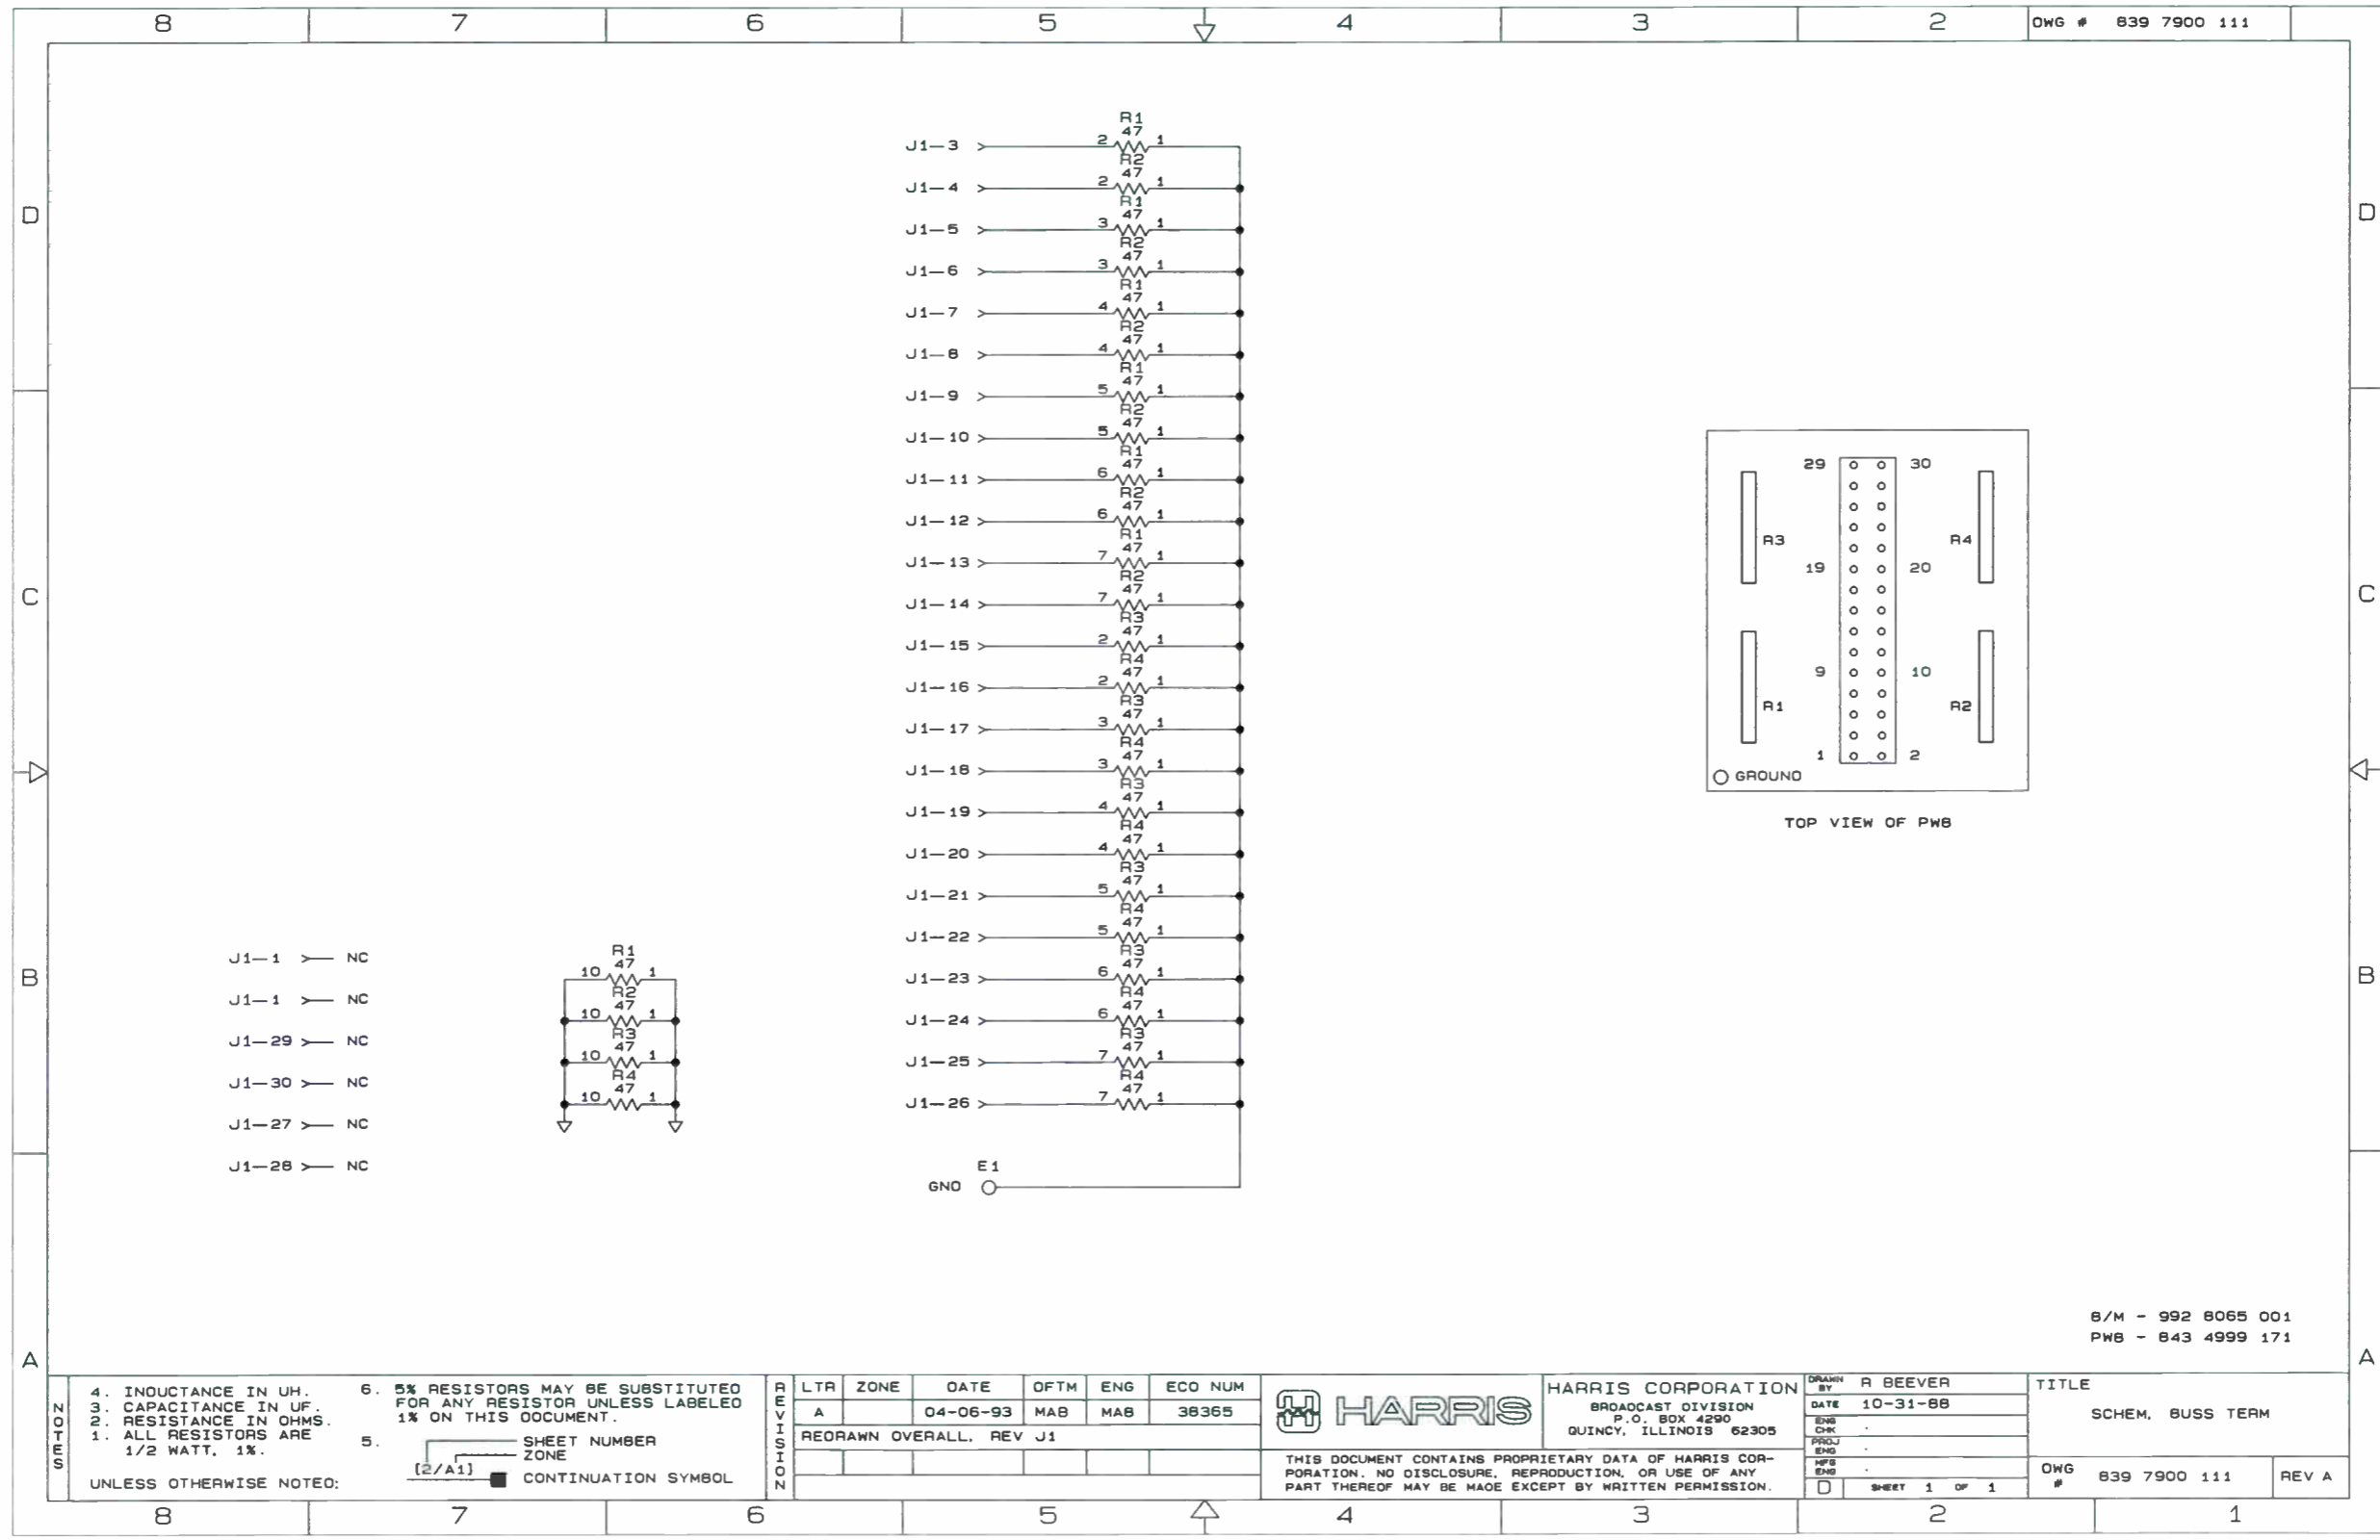 8 7 6 5 4 3 2 DWG # 839 7900 111
D D
C C
B B
A A
R1
47
J1-3 2 1
R2
47
J1-4 2 1
R1
47
J1-5 3 1
R2
47
J1-6 3 1
R1
47
J1-7 4 1
R2
47
J1-8 4 1
R1
47
J1-9 5 1
R2
47
J1-10 5 1
R1
47
J1-11 6 1
R2
47
J1-12 6 1
R1
47
J1-13 7 1
R2
47
J1-14 7 1
R3
47
J1-15 2 1
R4
47
J1-16 2 1
R3
47
J1-17 3 1
R4
47
J1-18 3 1
R3
47
J1-19 4 1
R4
47
J1-20 4 1
R3
47
J1-21 5 1
R4
47
J1-22 5 1
R3
47
J1-23 6 1
R4
47
J1-24 6 1
R3
47
J1-25 7 1
R4
47
J1-26 7 1
E1
GND
J1-1 NC
J1-1 NC
J1-29 NC
J1-30 NC
J1-27 NC
J1-28 NC
R1
47
10 1
R2
47
10 1
R3
47
10 1
R4
47
10 1
29 30
R3 R4
19 20
9 10
R1 R2
1 2
GROUND
TOP VIEW OF PWB
B/M - 992 8065 001
PWB - 843 4999 171
NOTES
4. INDUCTANCE IN UH.
3. CAPACITANCE IN UF.
2. RESISTANCE IN OHMS.
1. ALL RESISTORS ARE
1/2 WATT, 1%.
UNLESS OTHERWISE NOTED:
6. 5% RESISTORS MAY BE SUBSTITUTED
FOR ANY RESISTOR UNLESS LABELED
1% ON THIS DOCUMENT.
5. SHEET NUMBER
ZONE
(2/A1)
CONTINUATION SYMBOL
REVISION
LTR ZONE DATE DFTM ENG ECO NUM
A 04-06-93 MAB MAB 38365
REDRAWN OVERALL, REV J1
HARRIS
HARRIS CORPORATION
BROADCAST DIVISION
P.O. BOX 4290
QUINCY, ILLINOIS 62305
THIS DOCUMENT CONTAINS PROPRIETARY DATA OF HARRIS COR-
PORATION. NO DISCLOSURE, REPRODUCTION, OR USE OF ANY
PART THEREOF MAY BE MADE EXCEPT BY WRITTEN PERMISSION.
DRAWN BY R BEEVER
DATE 10-31-88
ENG CHK
PROJ ENG
MFG ENG
D SHEET 1 OF 1
TITLE
SCHEM, BUSS TERM
DWG # 839 7900 111 REV A
8 7 6 5 4 3 2 1